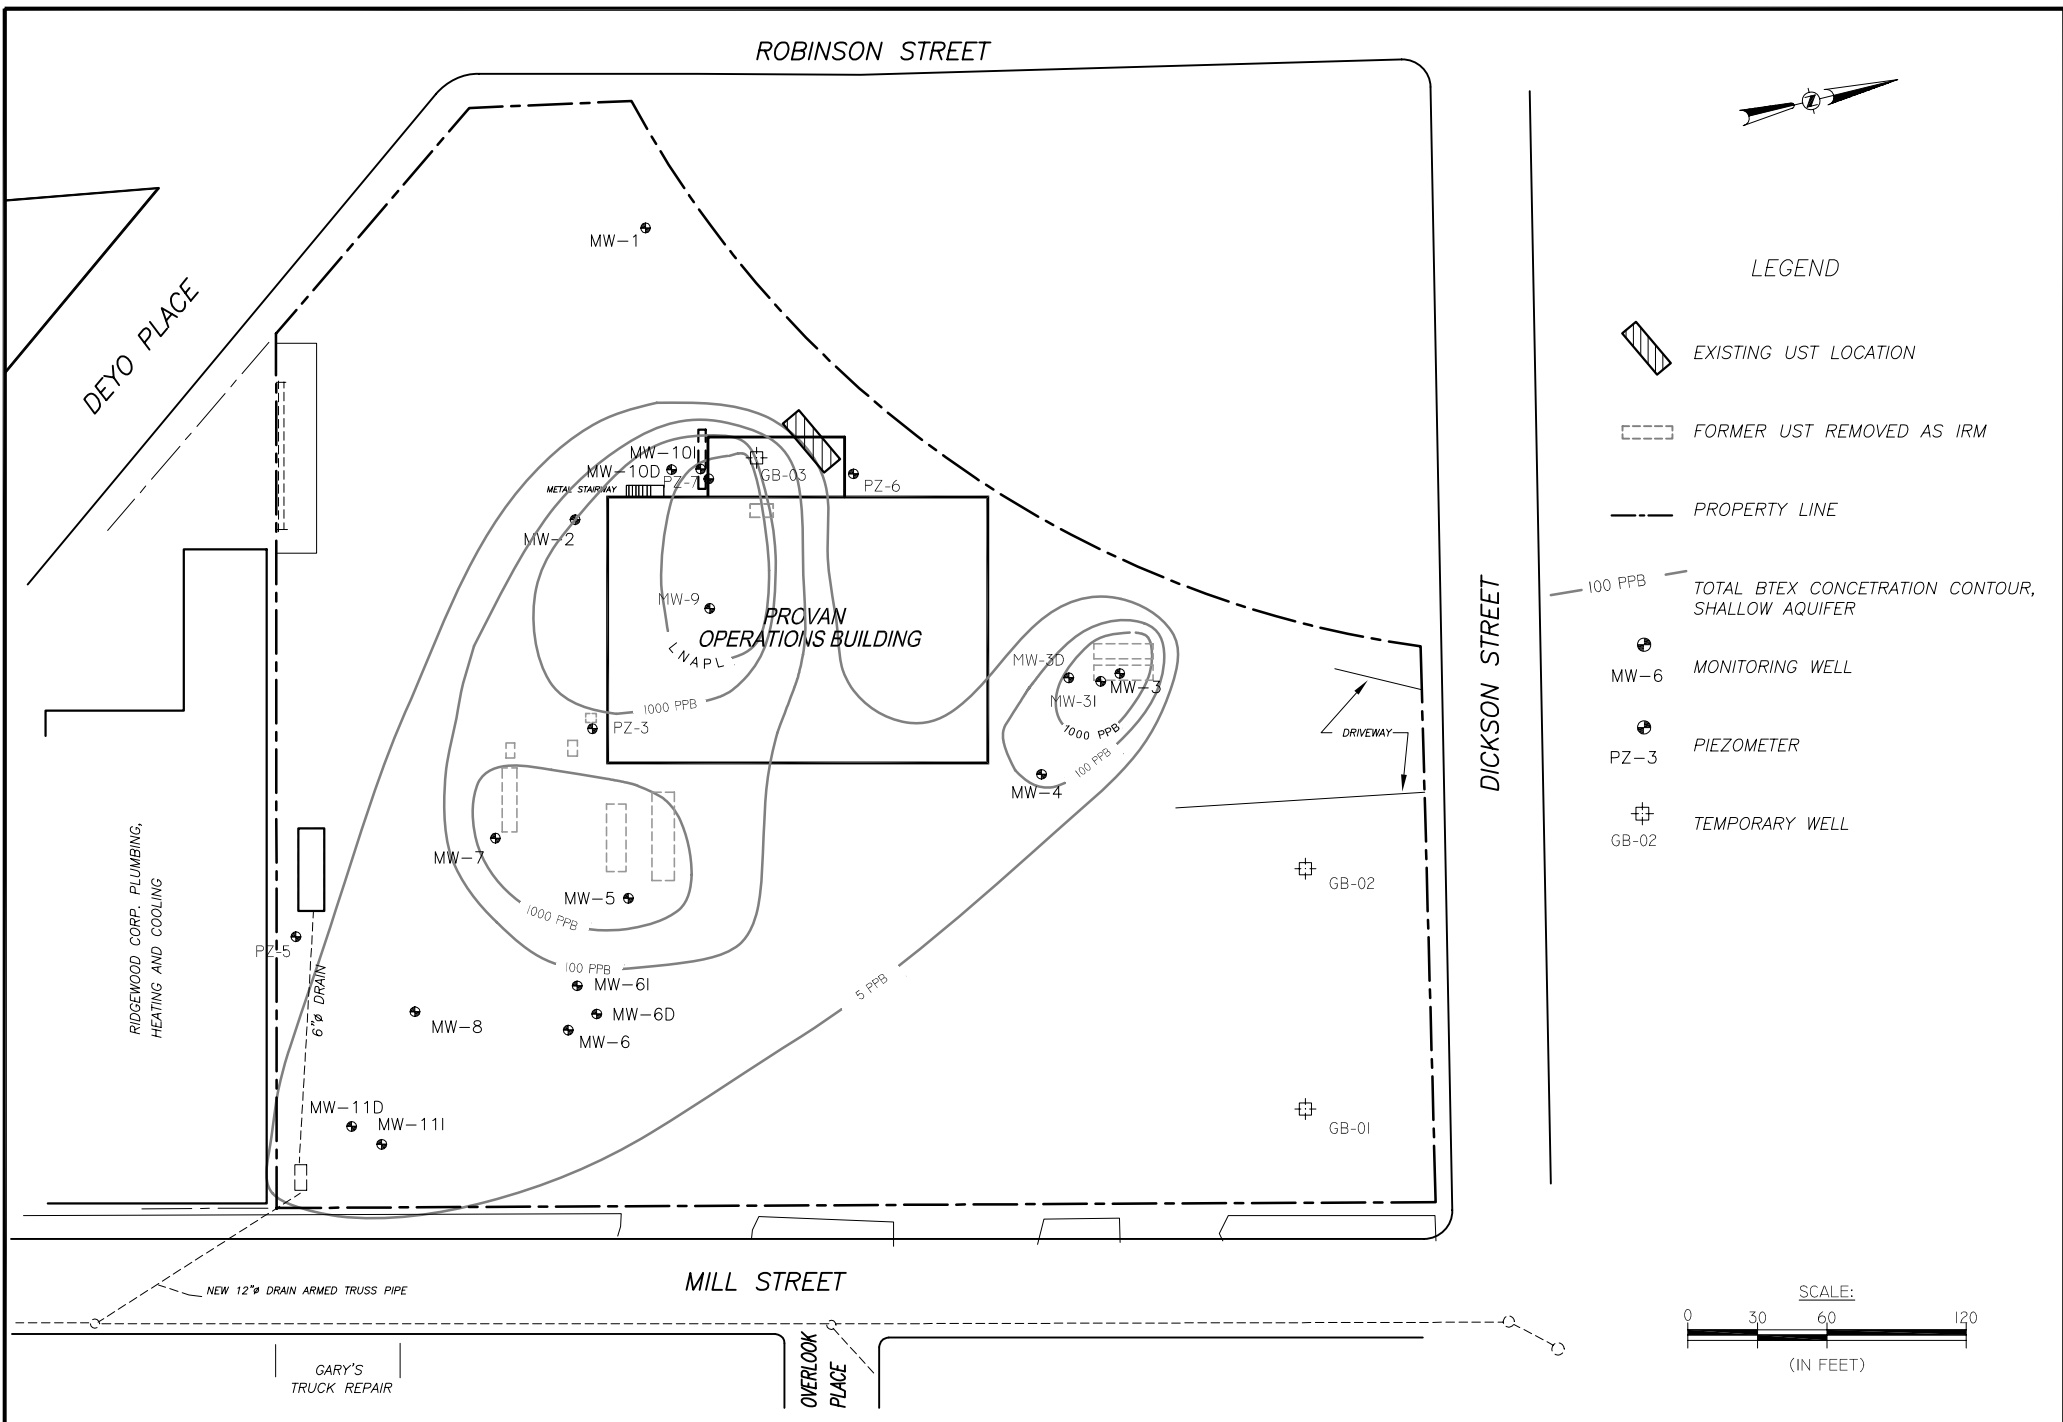 ROBINSON STREET
Z
DEYO PLACE
MW-1
LEGEND
EXISTING UST LOCATION
FORMER UST REMOVED AS IRM
PROPERTY LINE
100 PPB
TOTAL BTEX CONCETRATION CONTOUR,
SHALLOW AQUIFER
MW-6
MONITORING WELL
PZ-3
PIEZOMETER
GB-02
TEMPORARY WELL
MW-10I
MW-10D
PZ-7
GB-03
PZ-6
METAL STAIRWAY
MW-2
MW-9
PROVAN
OPERATIONS BUILDING
LNAPL
1000 PPB
PZ-3
MW-3D
MW-3
MW-3I
1000 PPB
100 PPB
MW-4
DRIVEWAY
DICKSON STREET
MW-7
MW-5
1000 PPB
GB-02
RIDGEWOOD CORP. PLUMBING,
HEATING AND COOLING
PZ-5
6"ø DRAIN
100 PPB
MW-6I
5 PPB
MW-6D
MW-8
MW-6
MW-11D
MW-11I
GB-01
MILL STREET
NEW 12"ø DRAIN ARMED TRUSS PIPE
GARY'S
TRUCK REPAIR
OVERLOOK
PLACE
SCALE:
0 30 60 120
(IN FEET)